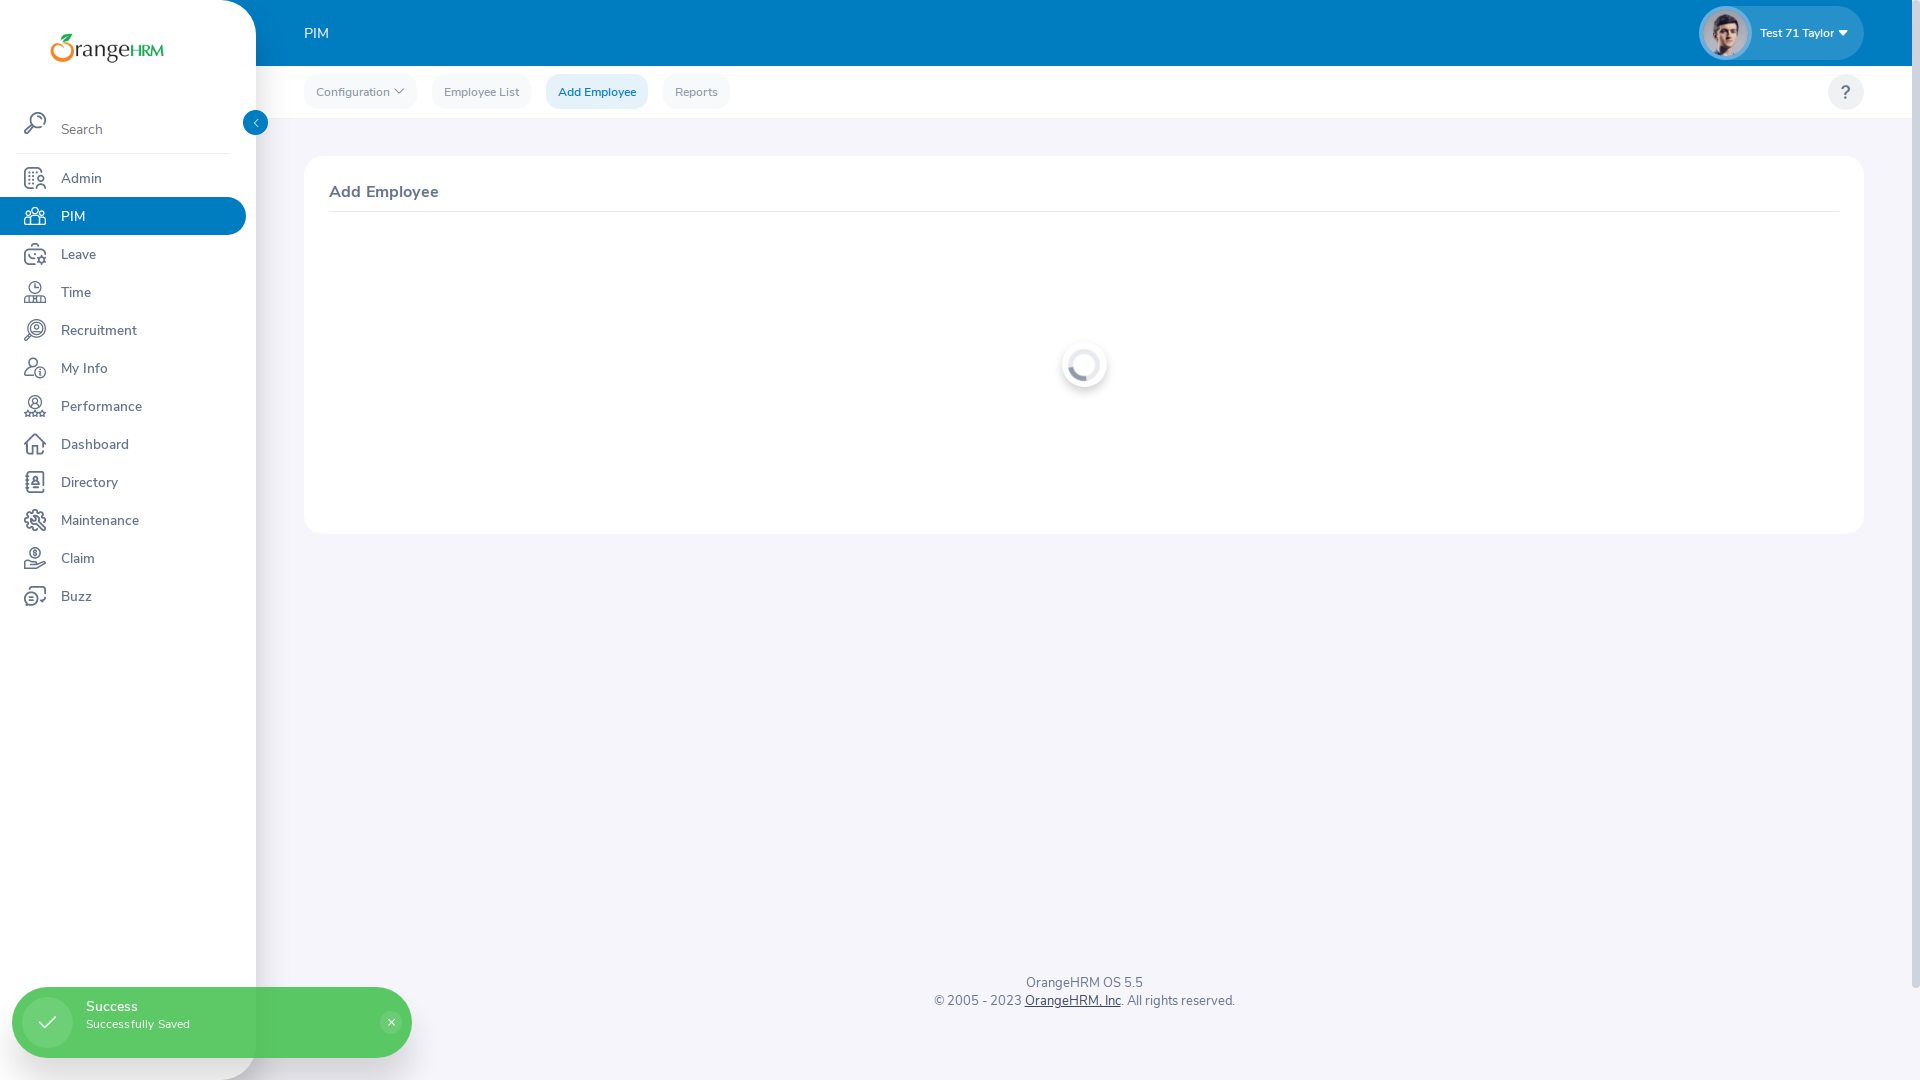 OrangeHRM
PIM
Test 71 Taylor
Configuration
Employee List
Add Employee
Reports
?
Search
Admin
PIM
Leave
Time
Recruitment
My Info
Performance
Dashboard
Directory
Maintenance
Claim
Buzz
Add Employee
OrangeHRM OS 5.5
© 2005 - 2023 OrangeHRM, Inc. All rights reserved.
Success
Successfully Saved